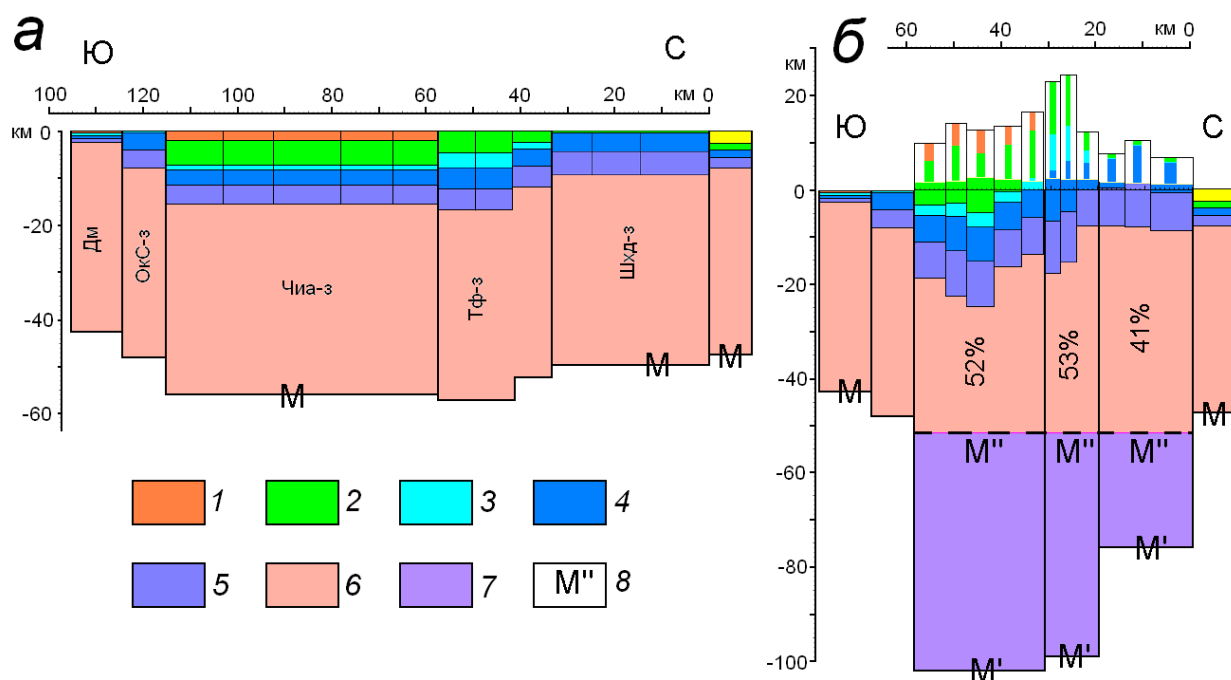 а
Ю
С
100 120 100 80 60 40 20 км 0
км
0
-20
-40
-60
Дм
ОкС-з
Чиа-з
Тф-з
Шхд-з
М
М
М
1
2
3
4
5
6
7
М"
8
б
60 40 20 км 0
км
Ю
С
20
0
-20
-40
-60
-80
-100
52%
53%
41%
М
М
М"
М"
М"
М'
М'
М'